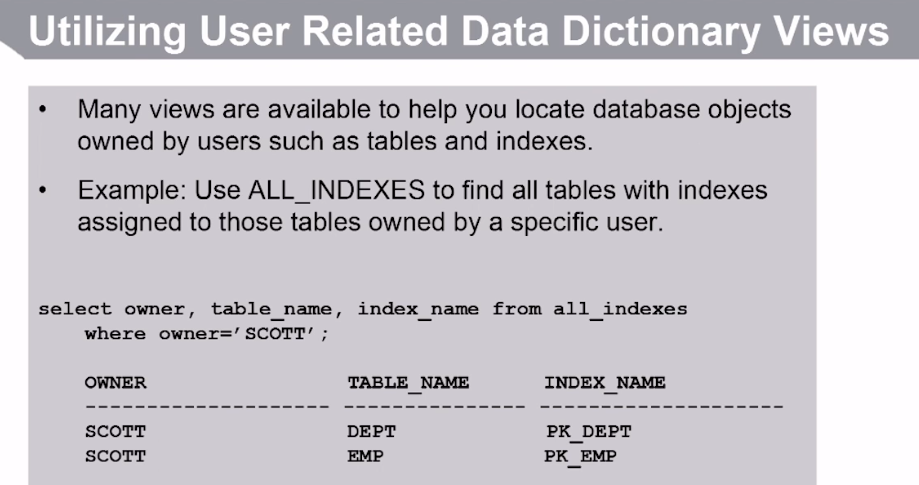 Utilizing User Related Data Dictionary Views
• Many views are available to help you locate database objects
owned by users such as tables and indexes.
• Example: Use ALL_INDEXES to find all tables with indexes
assigned to those tables owned by a specific user.
select owner, table_name, index_name from all_indexes
where owner='SCOTT';
OWNER TABLE_NAME INDEX_NAME
-------------------- --------------- --------------------
SCOTT DEPT PK_DEPT
SCOTT EMP PK_EMP